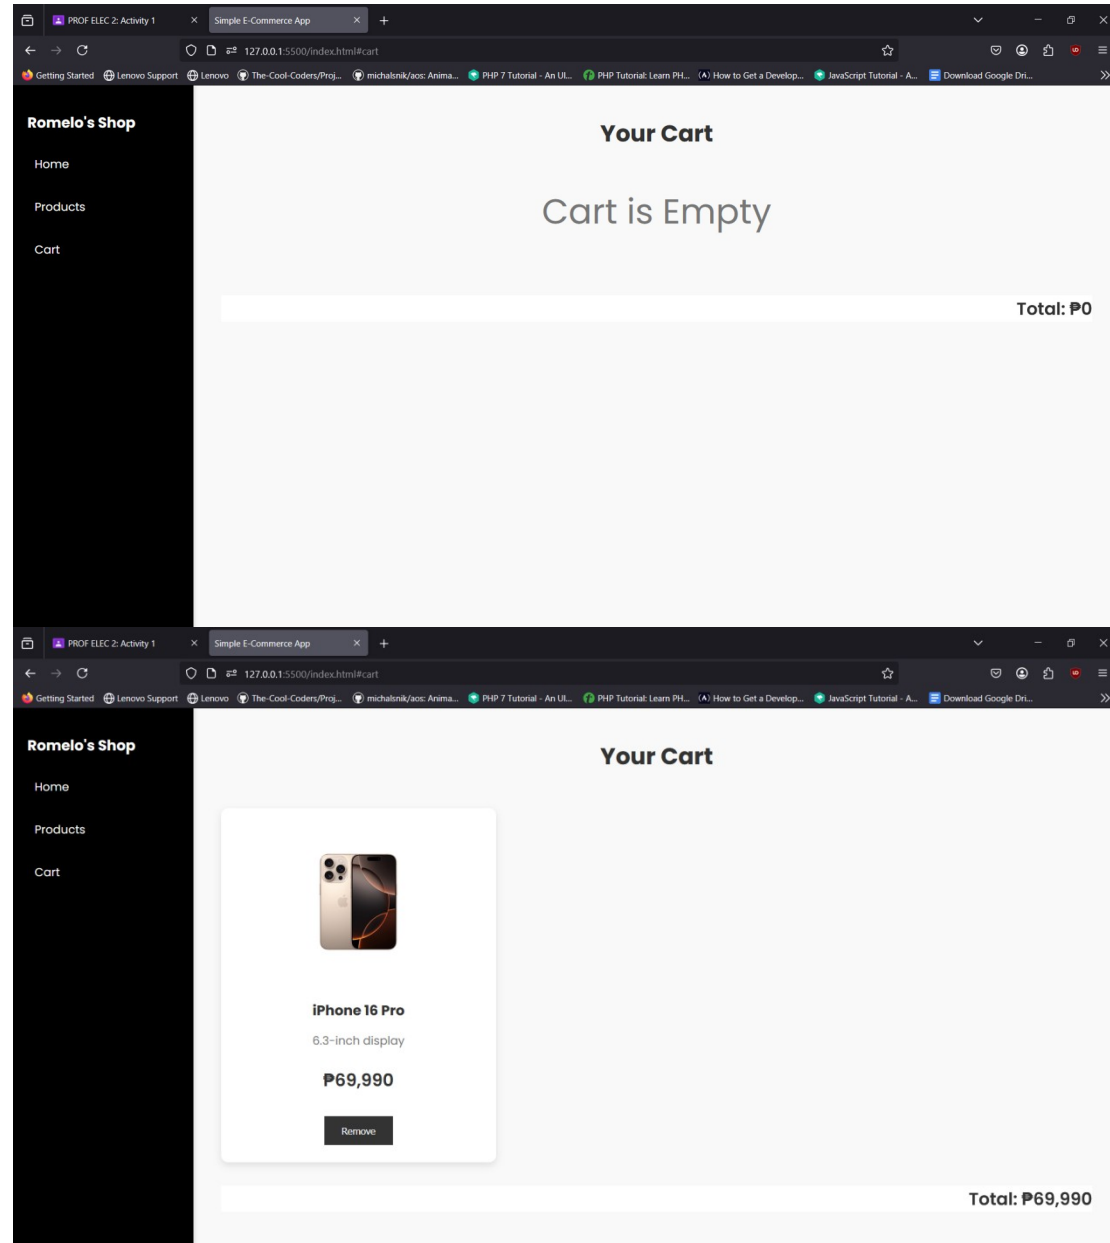 PROF ELEC 2: Activity 1
Simple E-Commerce App
127.0.0.1:5500/index.html#cart
Getting Started Lenovo Support Lenovo The-Cool-Coders/Proj... michalsnik/aos: Anima... PHP 7 Tutorial - An Ul... PHP Tutorial: Learn PH... How to Get a Develop... JavaScript Tutorial - A... Download Google Dri...
Romelo's Shop
Home
Products
Cart
Your Cart
Cart is Empty
Total: ₱0
PROF ELEC 2: Activity 1
Simple E-Commerce App
127.0.0.1:5500/index.html#cart
Getting Started Lenovo Support Lenovo The-Cool-Coders/Proj... michalsnik/aos: Anima... PHP 7 Tutorial - An Ul... PHP Tutorial: Learn PH... How to Get a Develop... JavaScript Tutorial - A... Download Google Dri...
Romelo's Shop
Home
Products
Cart
Your Cart
iPhone 16 Pro
6.3-inch display
₱69,990
Remove
Total: ₱69,990